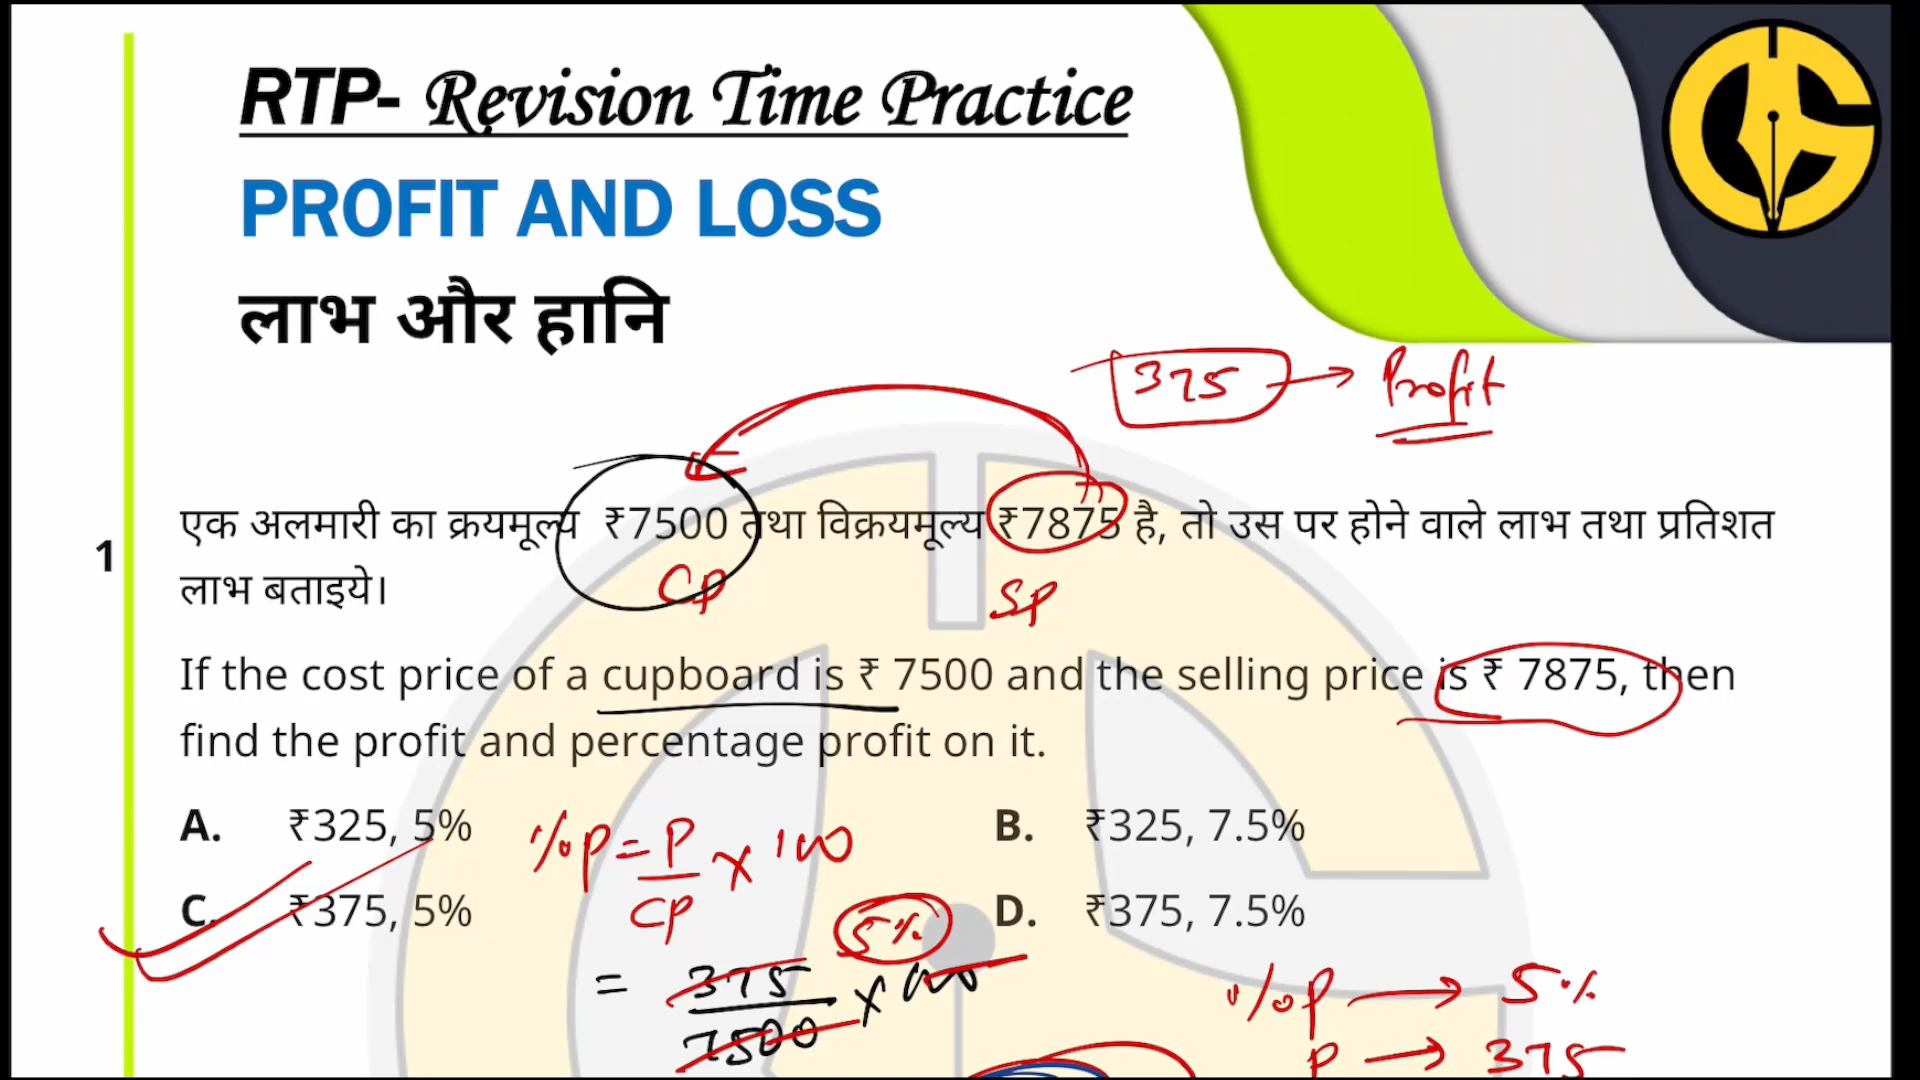 RTP- Revision Time Practice
PROFIT AND LOSS
लाभ और हानि
375 → Profit
1
एक अलमारी का क्रयमूल्य ₹7500 तथा विक्रयमूल्य ₹7875 है, तो उस पर होने वाले लाभ तथा प्रतिशत
लाभ बताइये।
CP SP
If the cost price of a cupboard is ₹ 7500 and the selling price is ₹ 7875, then
find the profit and percentage profit on it.
A. ₹325, 5% B. ₹325, 7.5%
%P = P/CP × 100
C. ₹375, 5% D. ₹375, 7.5%
5%
= 375/7500 × 100
%P → 5%
P → 375